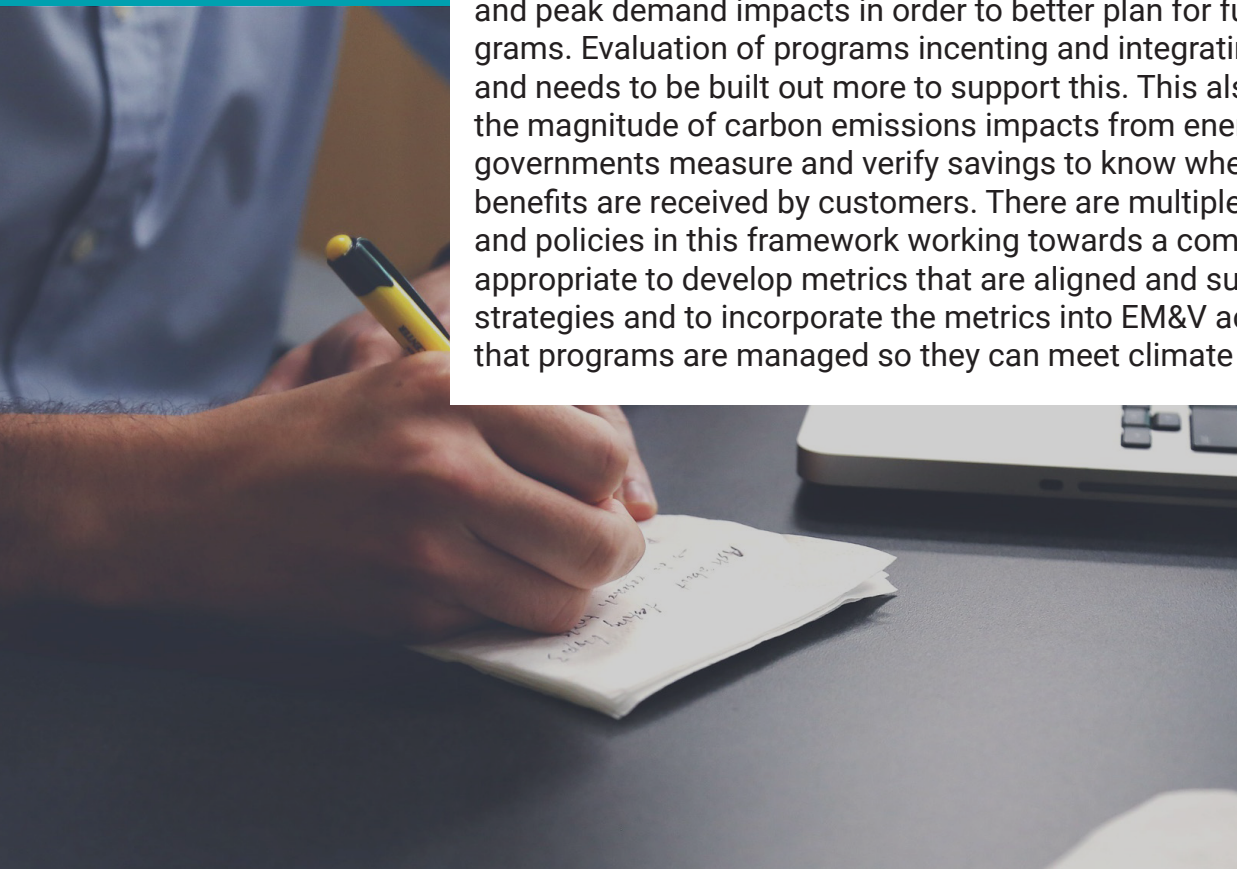 and peak demand impacts in order to better plan for fu
grams. Evaluation of programs incenting and integratin
and needs to be built out more to support this. This als
the magnitude of carbon emissions impacts from ener
governments measure and verify savings to know whe
benefits are received by customers. There are multiple
and policies in this framework working towards a com
appropriate to develop metrics that are aligned and su
strategies and to incorporate the metrics into EM&V ac
that programs are managed so they can meet climate
Ask about